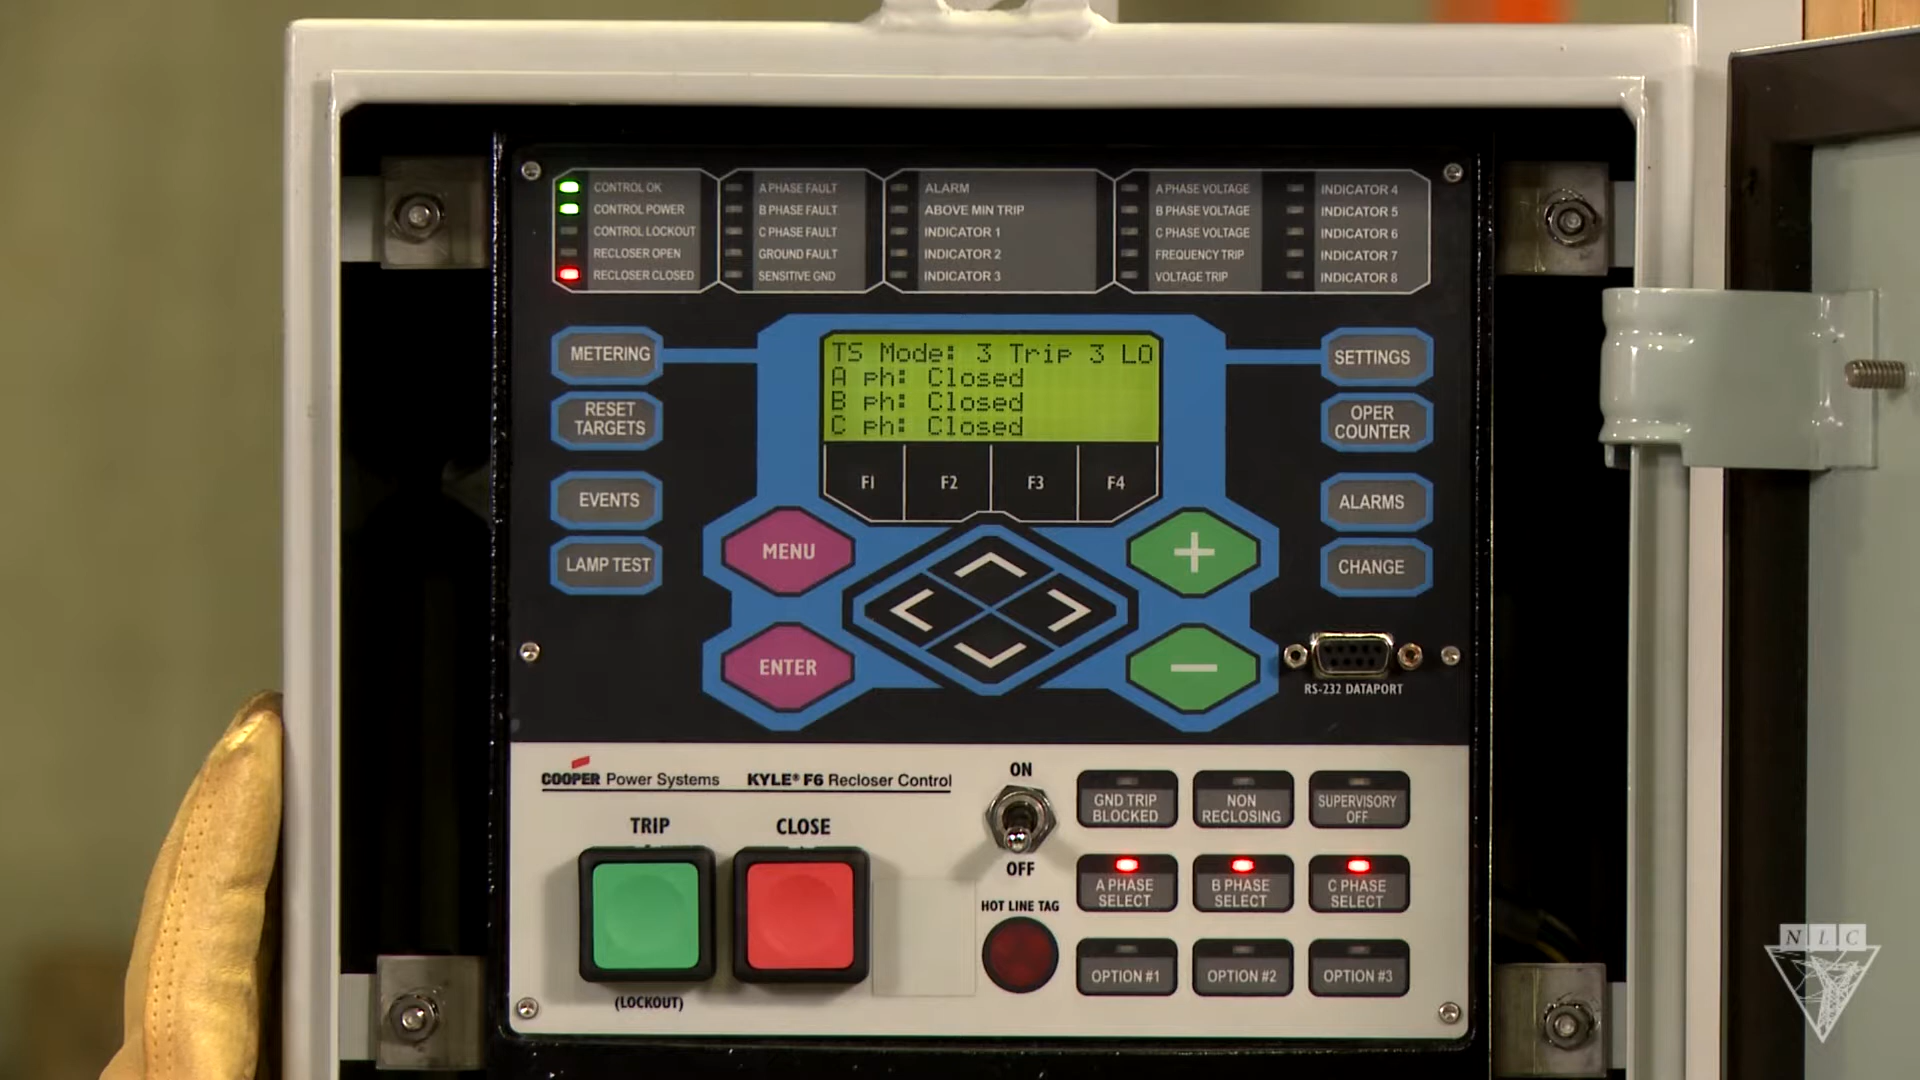 CONTROL OK
CONTROL POWER
CONTROL LOCKOUT
RECLOSER OPEN
RECLOSER CLOSED
A PHASE FAULT
B PHASE FAULT
C PHASE FAULT
GROUND FAULT
SENSITIVE GND
ALARM
ABOVE MIN TRIP
INDICATOR 1
INDICATOR 2
INDICATOR 3
A PHASE VOLTAGE
B PHASE VOLTAGE
C PHASE VOLTAGE
FREQUENCY TRIP
VOLTAGE TRIP
INDICATOR 4
INDICATOR 5
INDICATOR 6
INDICATOR 7
INDICATOR 8
METERING
RESET
TARGETS
EVENTS
LAMP TEST
TS Mode: 3 Trip 3 LO
A ph: Closed
B ph: Closed
C ph: Closed
F1 F2 F3 F4
SETTINGS
OPER
COUNTER
ALARMS
CHANGE
MENU
ENTER
+
−
RS-232 DATAPORT
COOPER Power Systems KYLE® F6 Recloser Control
TRIP
(LOCKOUT)
CLOSE
ON
OFF
HOT LINE TAG
GND TRIP
BLOCKED
NON
RECLOSING
SUPERVISORY
OFF
A PHASE
SELECT
B PHASE
SELECT
C PHASE
SELECT
OPTION #1
OPTION #2
OPTION #3
NLC